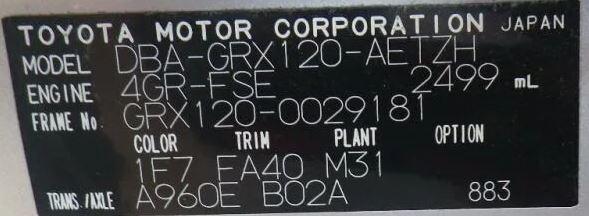 TOYOTA MOTOR CORPORATION JAPAN
MODEL DBA-GRX120-AETZH
ENGINE 4GR-FSE 2499 mL
FRAME No. GRX120-0029181
COLOR TRIM PLANT OPTION
1F7 EA40 M31
TRANS./AXLE A960E B02A 883